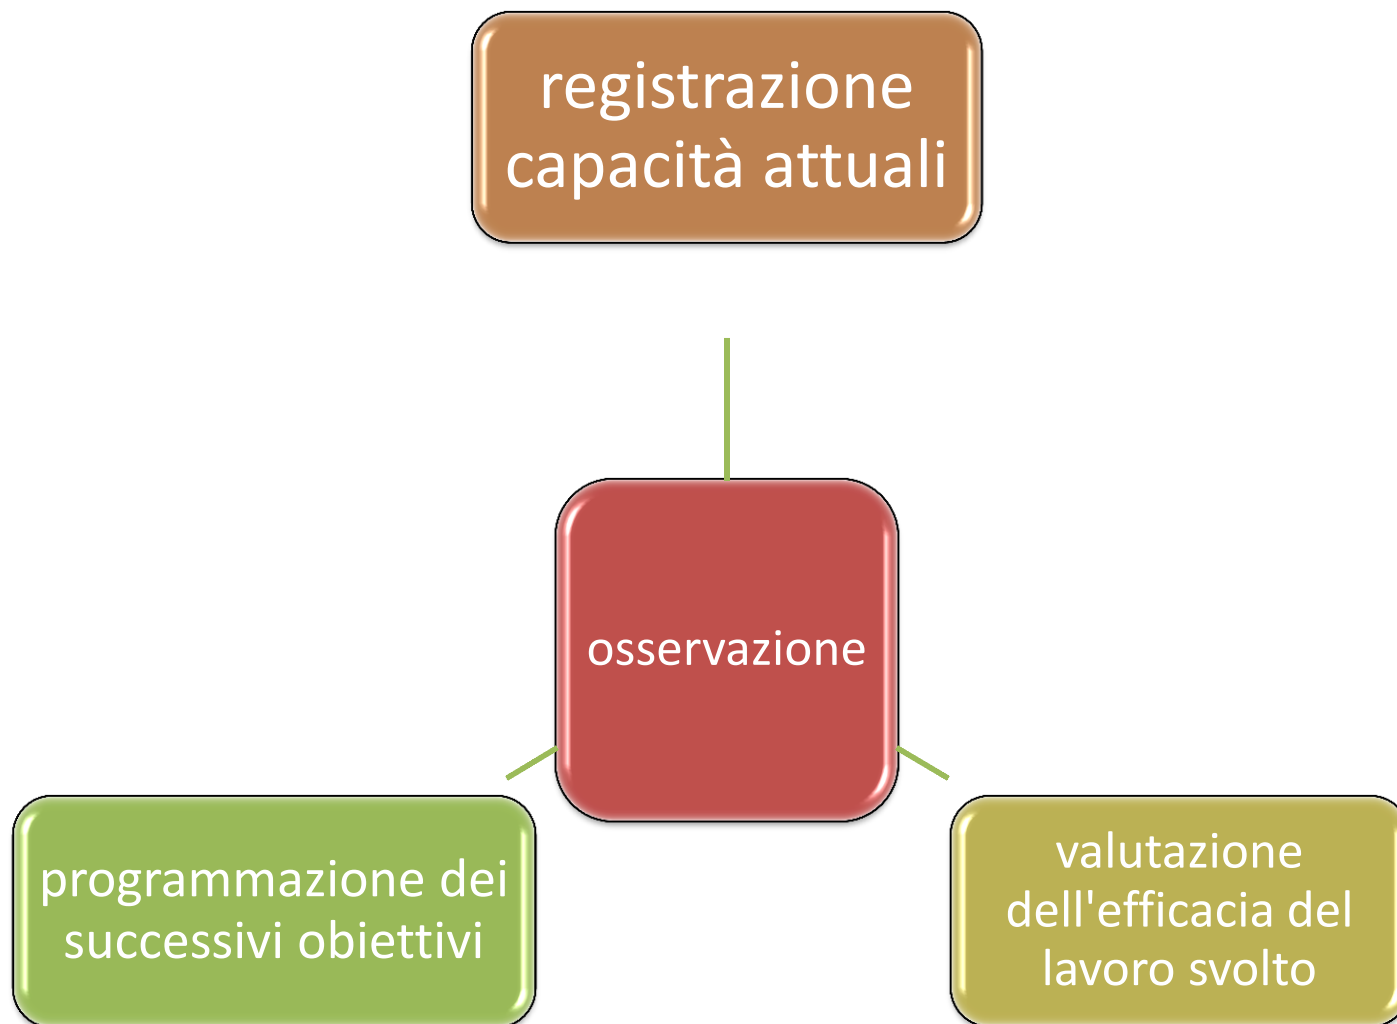 registrazione
capacità attuali
osservazione
programmazione dei
successivi obiettivi
valutazione
dell'efficacia del
lavoro svolto